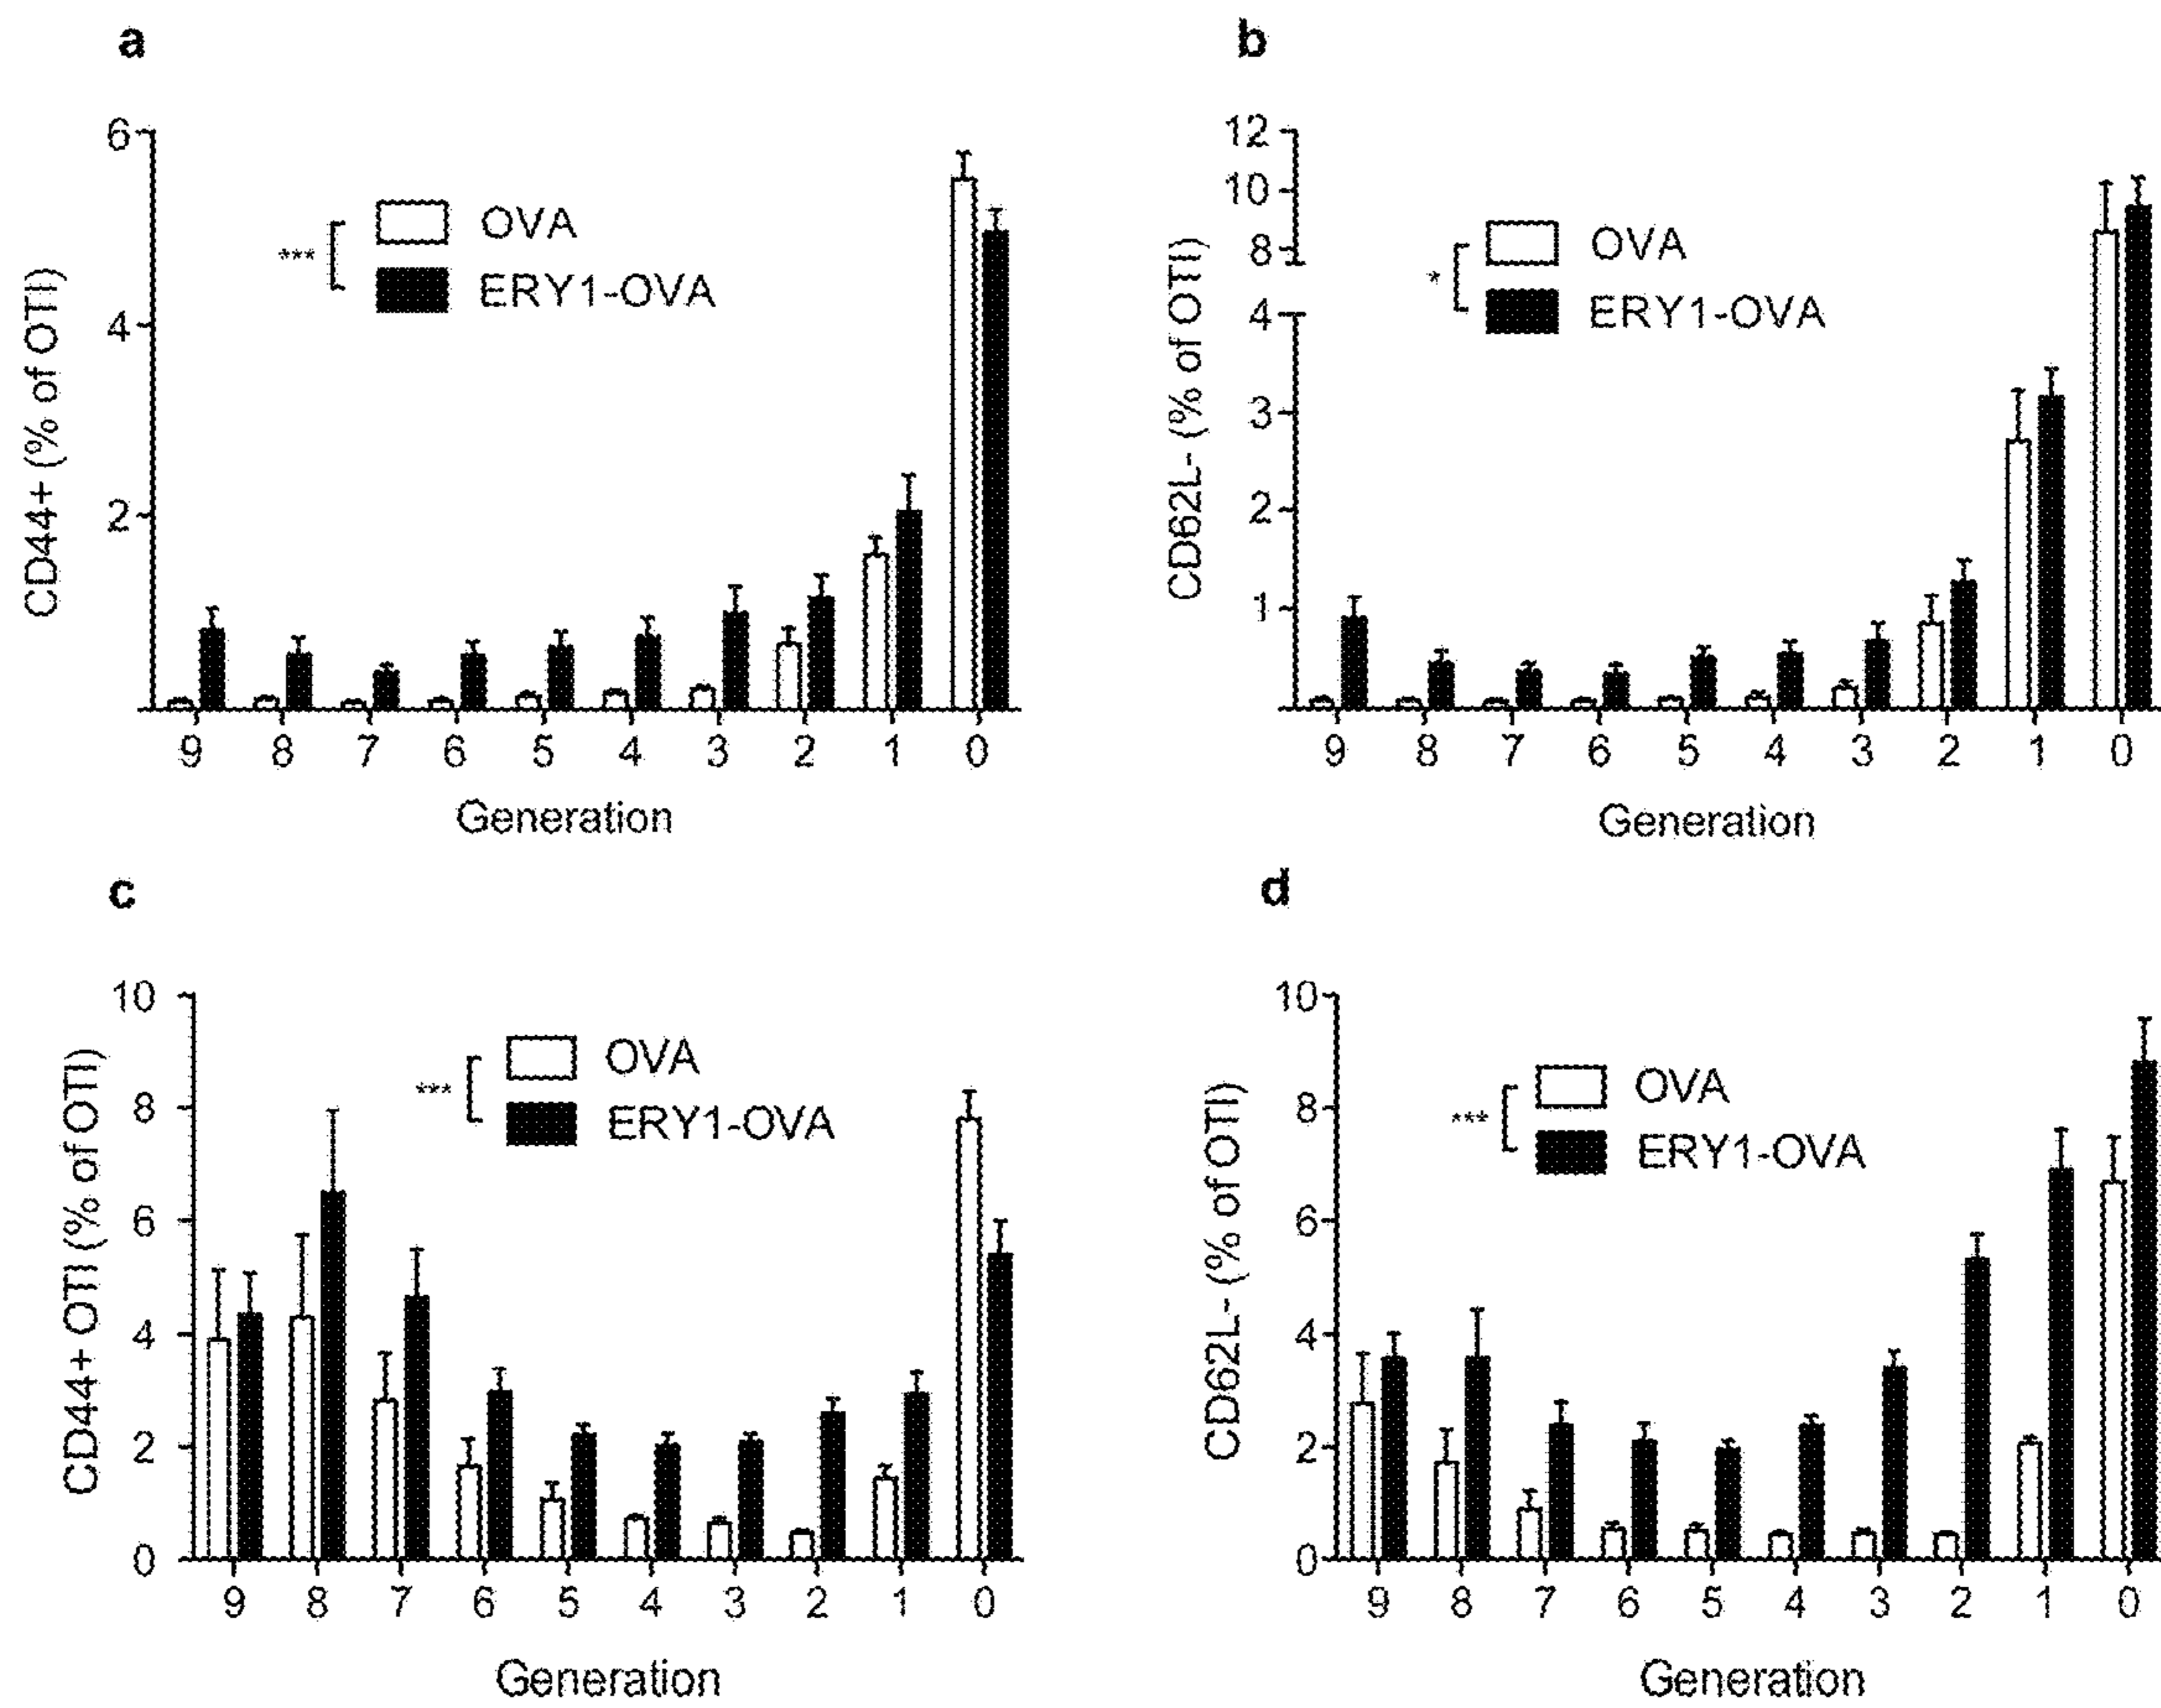 a
6
4
2
CD44+ (% of OTI)
***
OVA
ERY1-OVA
9 8 7 6 5 4 3 2 1 0
Generation
b
12
10
8
4
3
2
1
CD62L- (% of OTI)
*
OVA
ERY1-OVA
9 8 7 6 5 4 3 2 1 0
Generation
c
10
8
6
4
2
0
CD44+ OTI (% of OTI)
***
OVA
ERY1-OVA
9 8 7 6 5 4 3 2 1 0
Generation
d
10
8
6
4
2
0
CD62L- (% of OTI)
***
OVA
ERY1-OVA
9 8 7 6 5 4 3 2 1 0
Generation